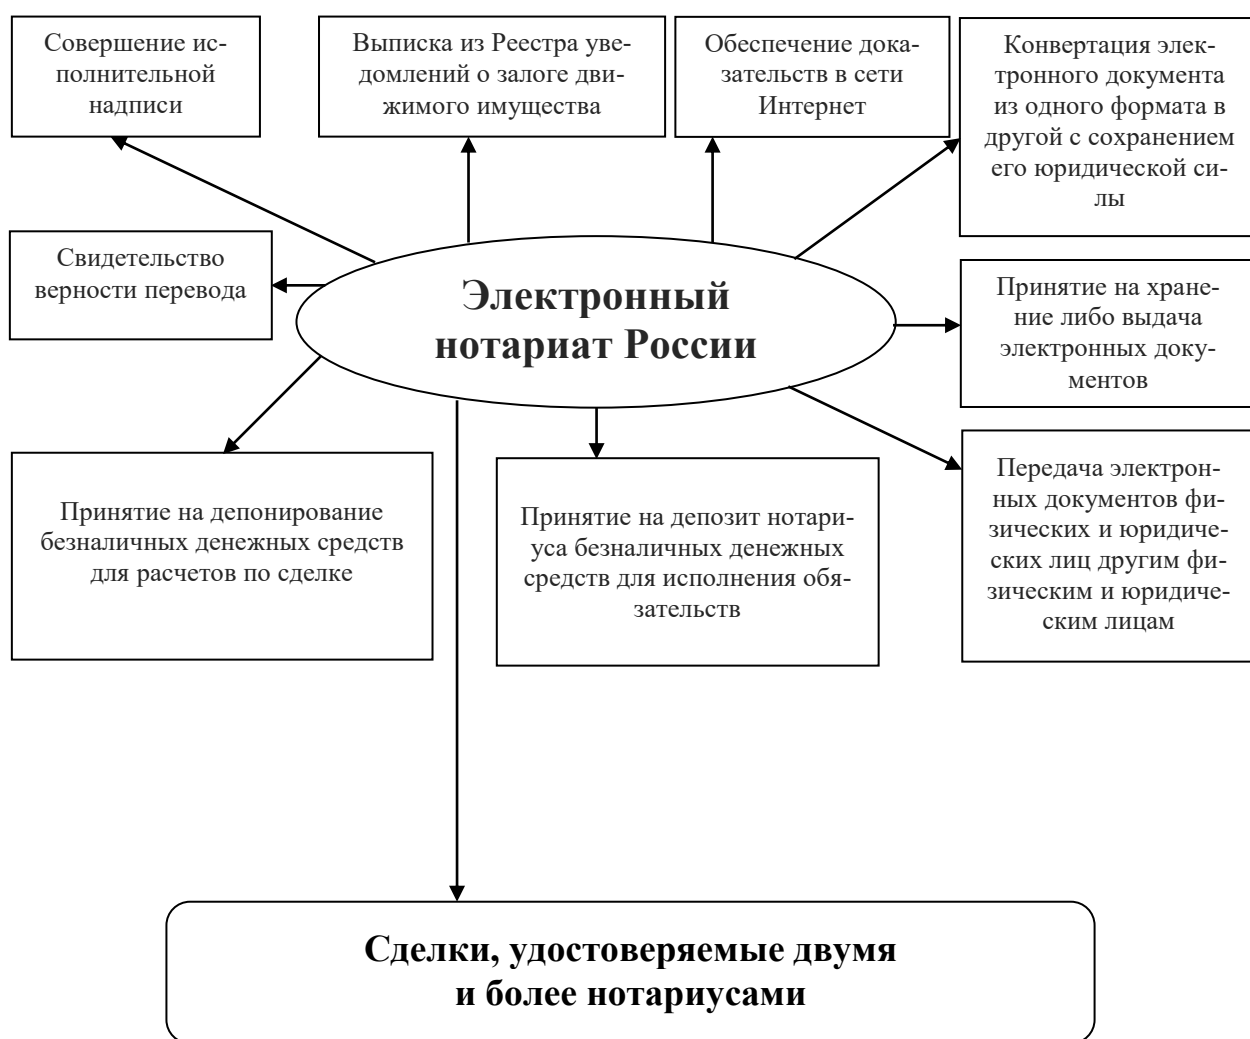 Совершение ис-
полнительной
надписи
Выписка из Реестра уве-
домлений о залоге дви-
жимого имущества
Обеспечение дока-
зательств в сети
Интернет
Конвертация элек-
тронного документа
из одного формата в
другой с сохранением
его юридической си-
лы
Свидетельство
верности перевода
Электронный
нотариат России
Принятие на хране-
ние либо выдача
электронных доку-
ментов
Принятие на депонирование
безналичных денежных средств
для расчетов по сделке
Принятие на депозит нотари-
уса безналичных денежных
средств для исполнения обя-
зательств
Передача электрон-
ных документов фи-
зических и юридиче-
ских лиц другим фи-
зическим и юридиче-
ским лицам
Сделки, удостоверяемые двумя
и более нотариусами